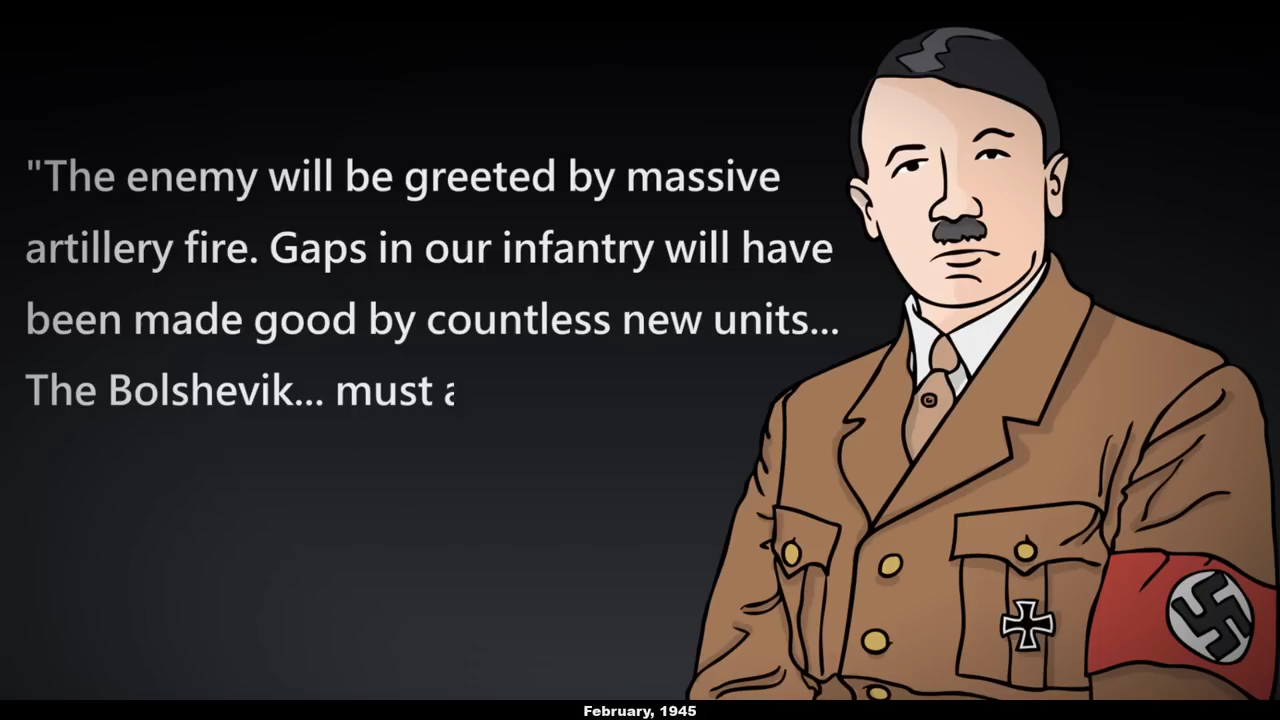 "The enemy will be greeted by massive
artillery fire. Gaps in our infantry will have
been made good by countless new units...
The Bolshevik... must
February, 1945